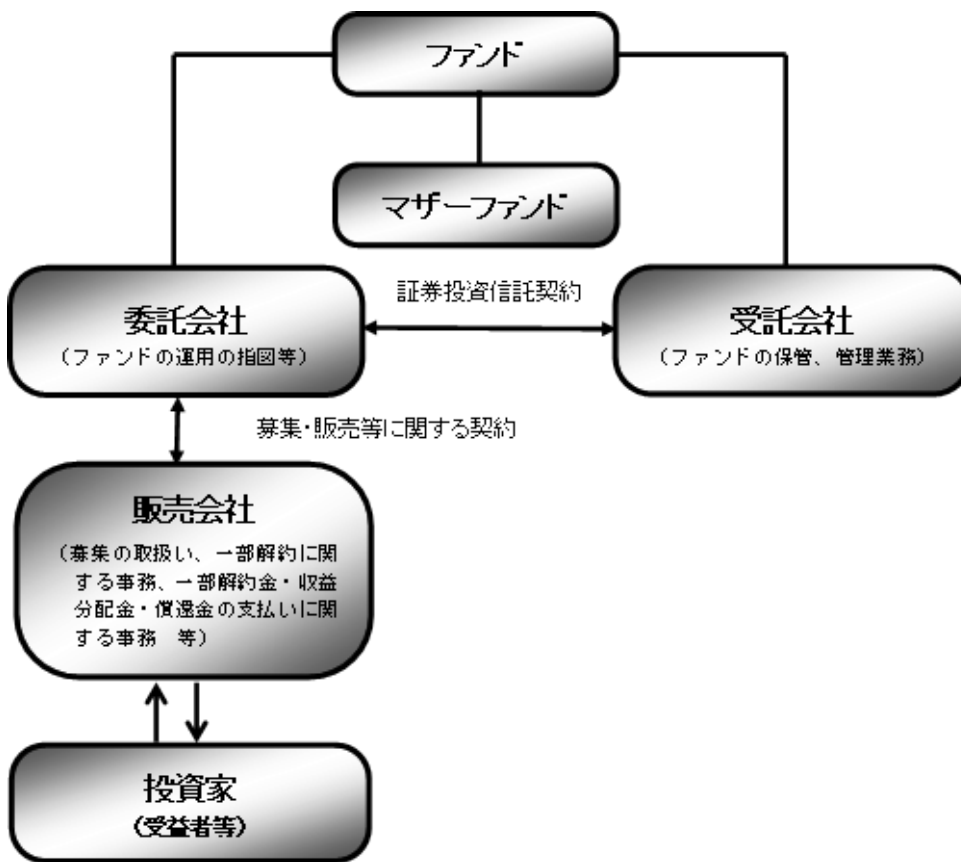 ファンド
マザーファンド
証券投資信託契約
委託会社
(ファンドの運用の指図等)
受託会社
(ファンドの保管、管理業務)
募集・販売等に関する契約
販売会社
(募集の取扱い、一部解約に関
する事務、一部解約金・収益
分配金・償還金の支払いに関
する事務　等)
投資家
(受益者等)